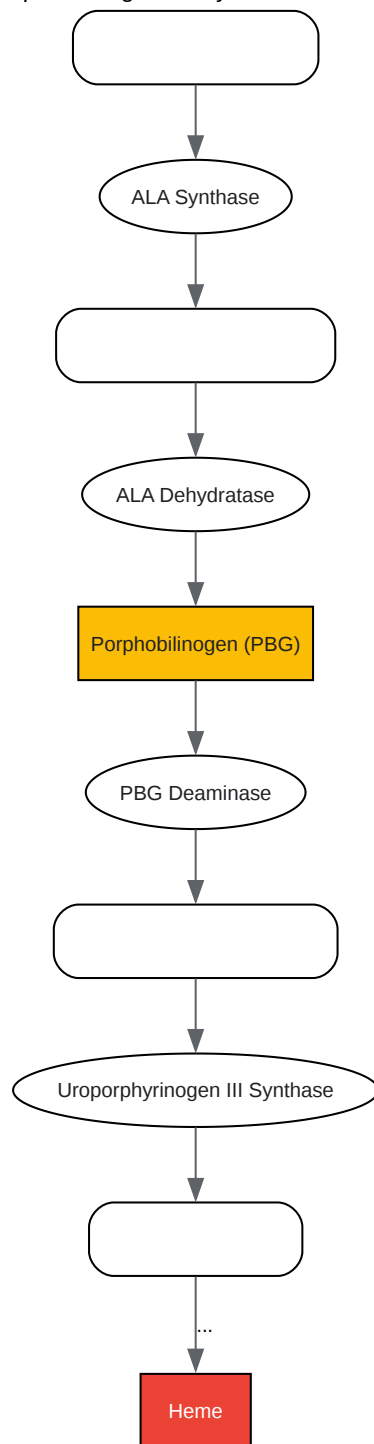 ALA Synthase
ALA Dehydratase
Porphobilinogen (PBG)
PBG Deaminase
Uroporphyrinogen III Synthase
...
Heme